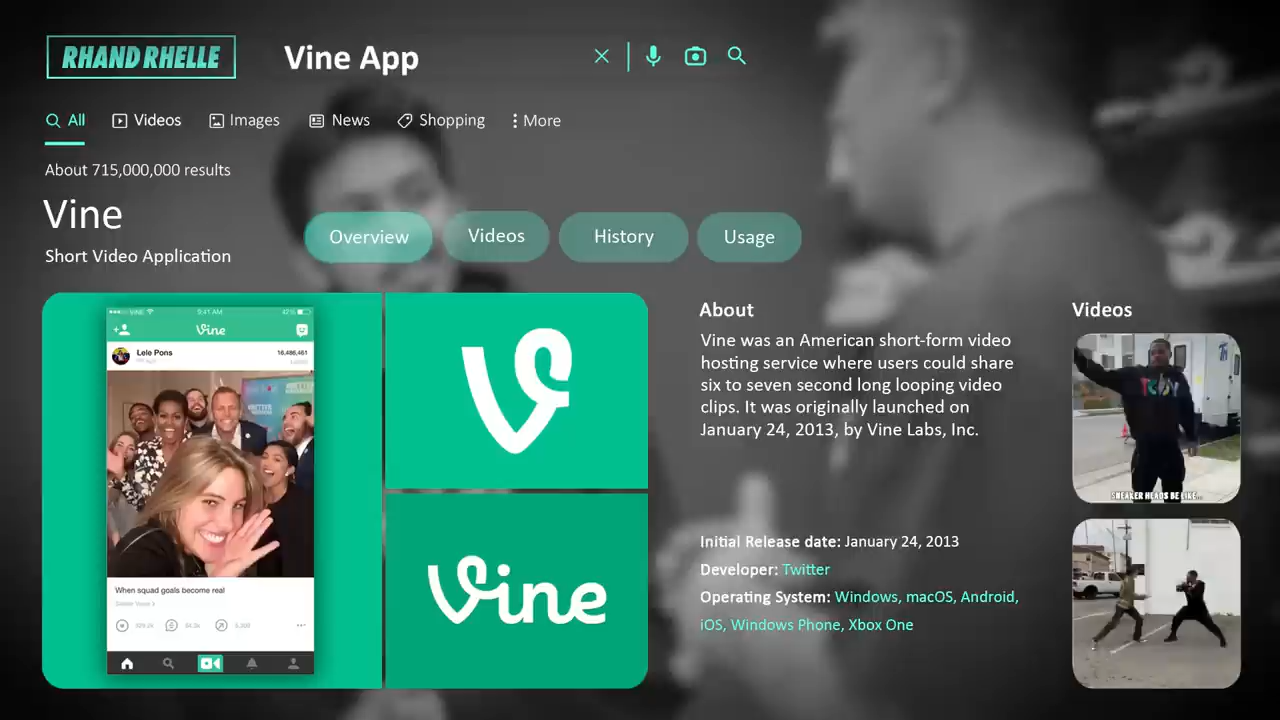 RHAND RHELLE
Vine App
All
Videos
Images
News
Shopping
More
About 715,000,000 results
Vine
Short Video Application
Overview
Videos
History
Usage
9:41 AM
42%
Vine
Lele Pons
16,486,461
When squad goals become real
Vine
About
Vine was an American short-form video
hosting service where users could share
six to seven second long looping video
clips. It was originally launched on
January 24, 2013, by Vine Labs, Inc.
Initial Release date: January 24, 2013
Developer: Twitter
Operating System: Windows, macOS, Android,
iOS, Windows Phone, Xbox One
Videos
SNEAKER HEADS BE LIKE...